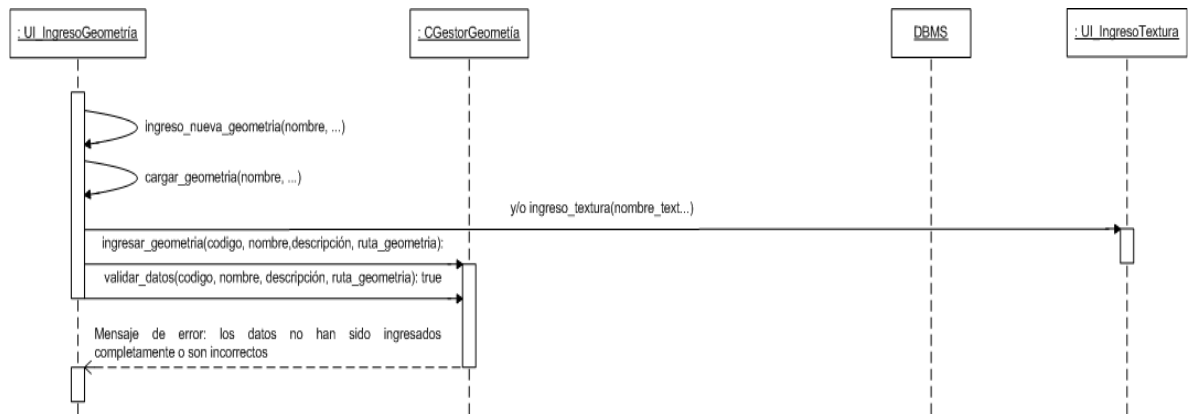 : UI_IngresoGeometría
: CGestorGeometía
DBMS
: UI_IngresoTextura
ingreso_nueva_geometria(nombre, ...)
cargar_geometria(nombre, ...)
y/o ingreso_textura(nombre_text...)
ingresar_geometria(codigo, nombre,descripción, ruta_geometria):
validar_datos(codigo, nombre, descripción, ruta_geometria): true
Mensaje de error: los datos no han sido ingresados
completamente o son incorrectos